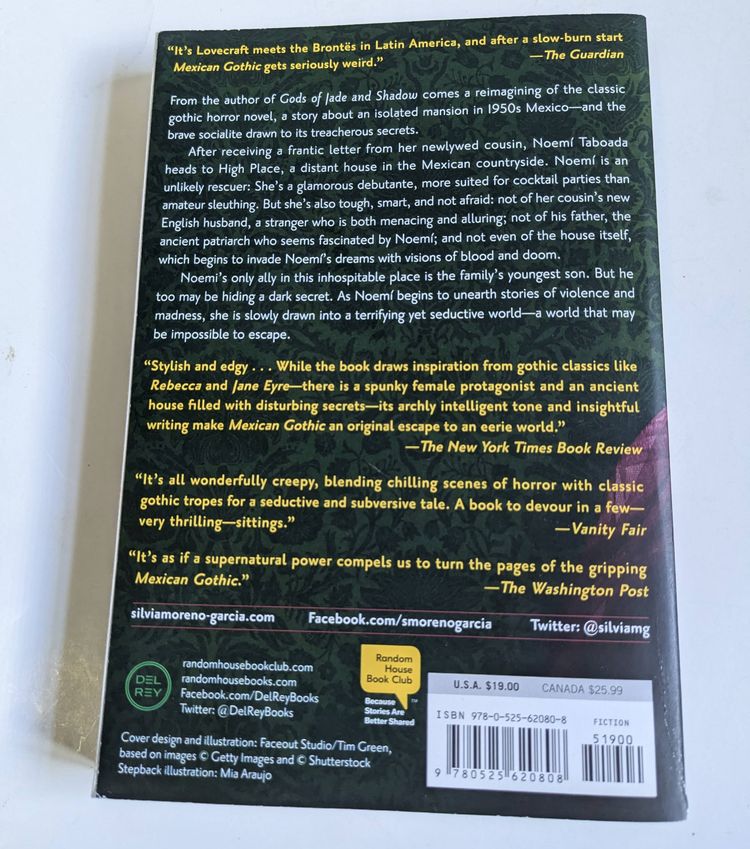 “It’s Lovecraft meets the Brontës in Latin America, and after a slow-burn start
Mexican Gothic gets seriously weird.” —The Guardian
From the author of Gods of Jade and Shadow comes a reimagining of the classic
gothic horror novel, a story about an isolated mansion in 1950s Mexico—and the
brave socialite drawn to its treacherous secrets.
After receiving a frantic letter from her newlywed cousin, Noemí Taboada
heads to High Place, a distant house in the Mexican countryside. Noemí is an
unlikely rescuer: She’s a glamorous debutante, more suited for cocktail parties than
amateur sleuthing. But she’s also tough, smart, and not afraid: not of her cousin’s new
English husband, a stranger who is both menacing and alluring; not of his father, the
ancient patriarch who seems fascinated by Noemí; and not even of the house itself,
which begins to invade Noemí’s dreams with visions of blood and doom.
Noemi’s only ally in this inhospitable place is the family’s youngest son. But he
too may be hiding a dark secret. As Noemí begins to unearth stories of violence and
madness, she is slowly drawn into a terrifying yet seductive world—a world that may
be impossible to escape.
“Stylish and edgy . . . While the book draws inspiration from gothic classics like
Rebecca and Jane Eyre—there is a spunky female protagonist and an ancient
house filled with disturbing secrets—its archly intelligent tone and insightful
writing make Mexican Gothic an original escape to an eerie world.”
—The New York Times Book Review
“It’s all wonderfully creepy, blending chilling scenes of horror with classic
gothic tropes for a seductive and subversive tale. A book to devour in a few—
very thrilling—sittings.” —Vanity Fair
“It’s as if a supernatural power compels us to turn the pages of the gripping
Mexican Gothic.” —The Washington Post
silviamoreno-garcia.com Facebook.com/smorenogarcia Twitter: @silviamg
DEL
REY
randomhousebookclub.com
randomhousebooks.com
Facebook.com/DelReyBooks
Twitter: @DelReyBooks
Random
House
Book Club
Because
Stories Are
Better Shared
™
Cover design and illustration: Faceout Studio/Tim Green,
based on images © Getty Images and © Shutterstock
Stepback illustration: Mia Araujo
U.S.A. $19.00 CANADA $25.99
ISBN 978-0-525-62080-8
FICTION
51900
9 780525 620808